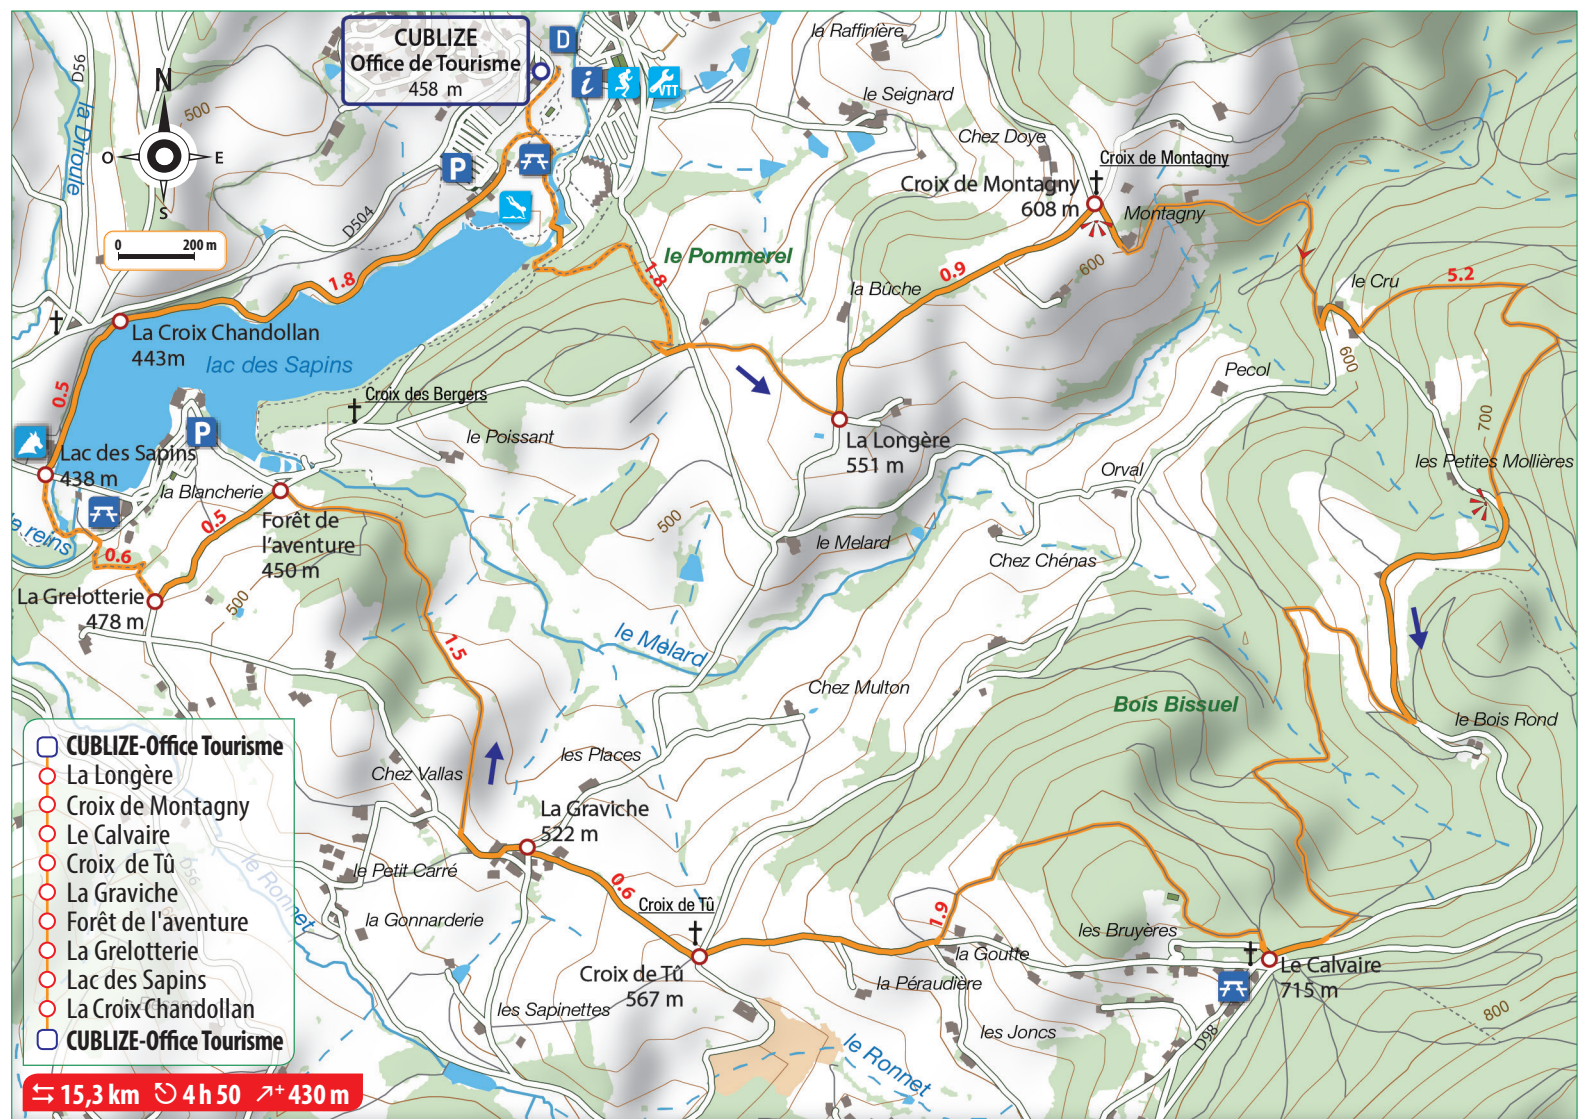 CUBLIZE
Office de Tourisme
458 m
D
i
VTT
P
la Raffinière
le Seignard
Chez Doye
Croix de Montagny
Croix de Montagny
608 m
Montagny
D56
la Drioule
500
N
O
E
S
0
200 m
D504
1.8
le Pommerel
1.8
la Bûche
0.9
600
le Cru
5.2
La Croix Chandollan
443m
lac des Sapins
0.5
Croix des Bergers
le Poissant
P
Lac des Sapins
438 m
la Blancherie
La Longère
551 m
Pecol
600
700
les Petites Mollières
Orval
0.5
Forêt de
l'aventure
450 m
500
le Melard
Chez Chénas
le reins
0.6
La Grelotterie
478 m
500
1.5
le Mélard
Chez Multon
Bois Bissuel
le Bois Rond
les Places
Chez Vallas
La Graviche
522 m
le Petit Carré
0.6
Croix de Tû
la Gonnarderie
1.9
les Bruyères
la Goutte
Croix de Tû
567 m
la Péraudière
Le Calvaire
715 m
les Sapinettes
les Joncs
D98
800
le Ronnet
le Ronnet
D56
CUBLIZE-Office Tourisme
La Longère
Croix de Montagny
Le Calvaire
Croix de Tû
La Graviche
Forêt de l'aventure
La Grelotterie
Lac des Sapins
La Croix Chandollan
CUBLIZE-Office Tourisme
15,3 km 4 h 50 + 430 m